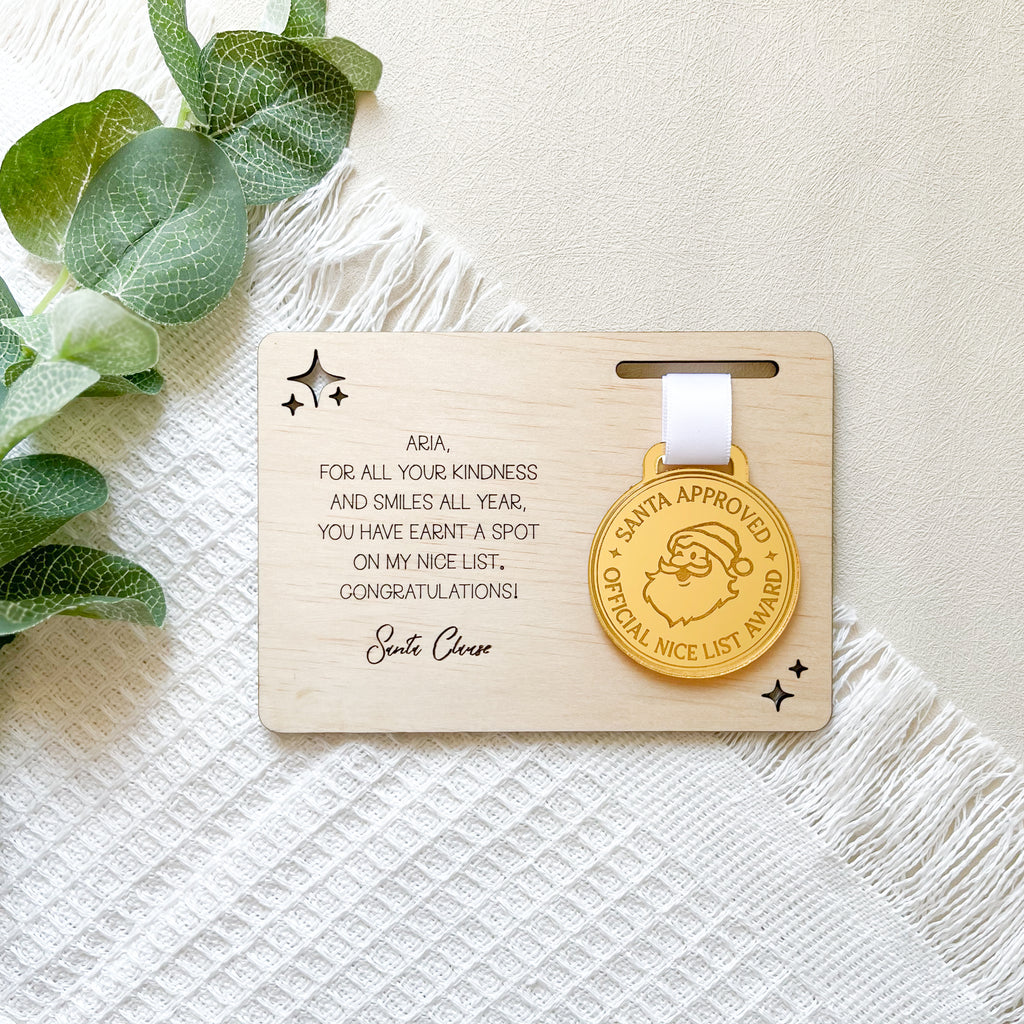 ARIA,
FOR ALL YOUR KINDNESS
AND SMILES ALL YEAR,
YOU HAVE EARNT A SPOT
ON MY NICE LIST.
CONGRATULATIONS!
Santa Clause
SANTA APPROVED
OFFICIAL NICE LIST AWARD